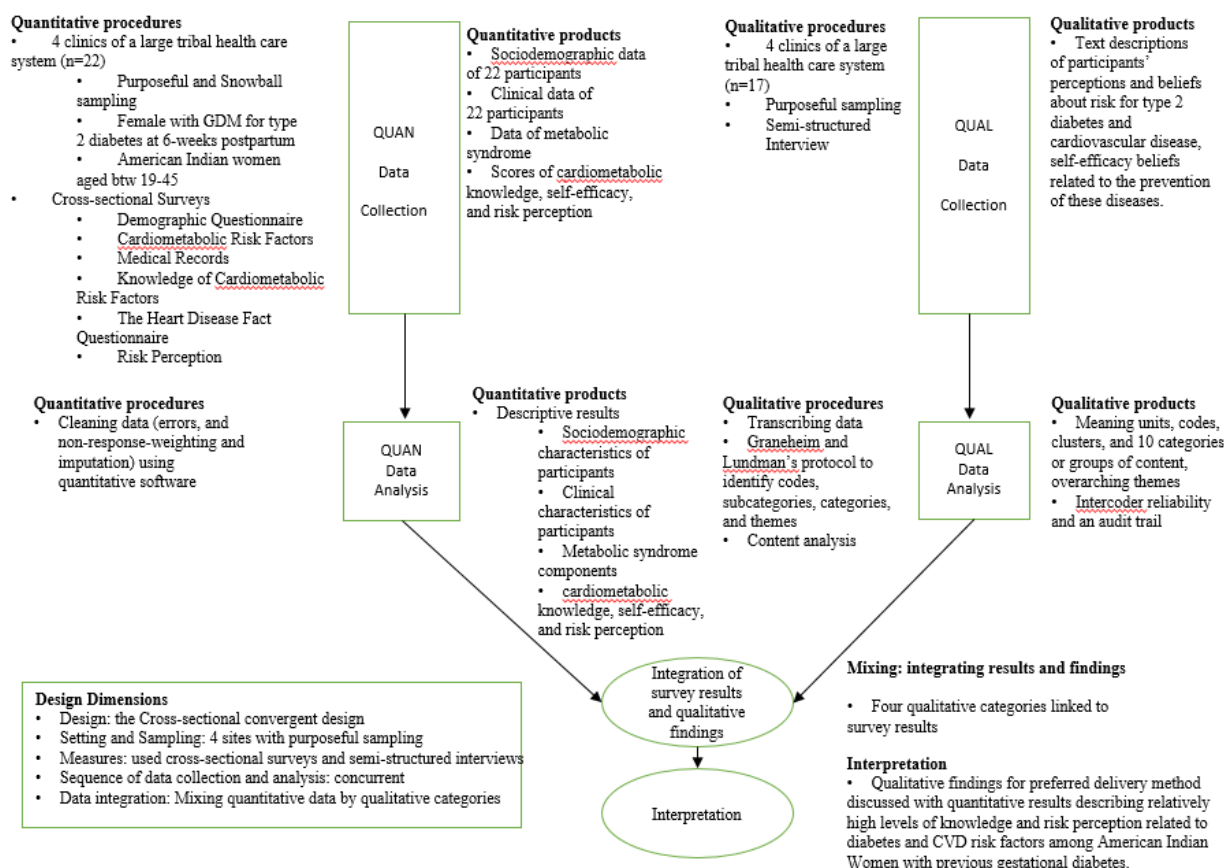 Quantitative procedures
• 4 clinics of a large tribal health care
system (n=22)
• Purposeful and Snowball
sampling
• Female with GDM for type
2 diabetes at 6-weeks postpartum
• American Indian women
aged btw 19-45
• Cross-sectional Surveys
• Demographic Questionnaire
• Cardiometabolic Risk Factors
• Medical Records
• Knowledge of Cardiometabolic
Risk Factors
• The Heart Disease Fact
Questionnaire
• Risk Perception
QUAN
Data
Collection
Quantitative products
• Sociodemographic data
of 22 participants
• Clinical data of
22 participants
• Data of metabolic
syndrome
• Scores of cardiometabolic
knowledge, self-efficacy,
and risk perception
Qualitative procedures
• 4 clinics of a large
tribal health care system
(n=17)
• Purposeful sampling
• Semi-structured
Interview
QUAL
Data
Collection
Qualitative products
• Text descriptions
of participants'
perceptions and beliefs
about risk for type 2
diabetes and
cardiovascular disease,
self-efficacy beliefs
related to the prevention
of these diseases.
Quantitative procedures
• Cleaning data (errors, and
non-response-weighting and
imputation) using
quantitative software
QUAN
Data
Analysis
Quantitative products
• Descriptive results
• Sociodemographic
characteristics of
participants
• Clinical
characteristics of
participants
• Metabolic syndrome
components
• cardiometabolic
knowledge, self-efficacy,
and risk perception
Qualitative procedures
• Transcribing data
• Graneheim and
Lundman's protocol to
identify codes,
subcategories, categories,
and themes
• Content analysis
QUAL
Data
Analysis
Qualitative products
• Meaning units, codes,
clusters, and 10 categories
or groups of content,
overarching themes
• Intercoder reliability
and an audit trail
Design Dimensions
• Design: the Cross-sectional convergent design
• Setting and Sampling: 4 sites with purposeful sampling
• Measures: used cross-sectional surveys and semi-structured interviews
• Sequence of data collection and analysis: concurrent
• Data integration: Mixing quantitative data by qualitative categories
Integration of
survey results
and qualitative
findings
Interpretation
Mixing: integrating results and findings
• Four qualitative categories linked to
survey results
Interpretation
• Qualitative findings for preferred delivery method
discussed with quantitative results describing relatively
high levels of knowledge and risk perception related to
diabetes and CVD risk factors among American Indian
Women with previous gestational diabetes.